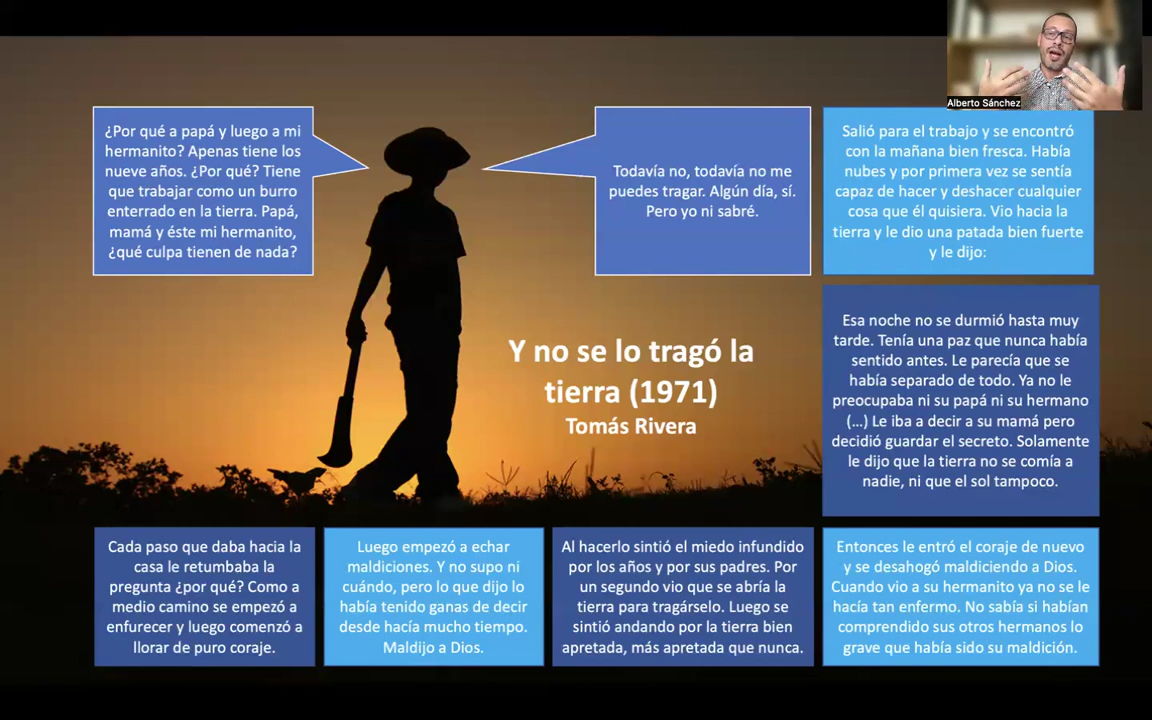 Alberto Sánchez
¿Por qué a papá y luego a mi
hermanito? Apenas tiene los
nueve años. ¿Por qué? Tiene
que trabajar como un burro
enterrado en la tierra. Papá,
mamá y éste mi hermanito,
¿qué culpa tienen de nada?
Todavía no, todavía no me
puedes tragar. Algún día, sí.
Pero yo ni sabré.
Salió para el trabajo y se encontró
con la mañana bien fresca. Había
nubes y por primera vez se sentía
capaz de hacer y deshacer cualquier
cosa que él quisiera. Vio hacia la
tierra y le dio una patada bien fuerte
y le dijo:
Y no se lo tragó la
tierra (1971)
Tomás Rivera
Esa noche no se durmió hasta muy
tarde. Tenía una paz que nunca había
sentido antes. Le parecía que se
había separado de todo. Ya no le
preocupaba ni su papá ni su hermano
(…) Le iba a decir a su mamá pero
decidió guardar el secreto. Solamente
le dijo que la tierra no se comía a
nadie, ni que el sol tampoco.
Cada paso que daba hacia la
casa le retumbaba la
pregunta ¿por qué? Como a
medio camino se empezó a
enfurecer y luego comenzó a
llorar de puro coraje.
Luego empezó a echar
maldiciones. Y no supo ni
cuándo, pero lo que dijo lo
había tenido ganas de decir
desde hacía mucho tiempo.
Maldijo a Dios.
Al hacerlo sintió el miedo infundido
por los años y por sus padres. Por
un segundo vio que se abría la
tierra para tragárselo. Luego se
sintió andando por la tierra bien
apretada, más apretada que nunca.
Entonces le entró el coraje de nuevo
y se desahogó maldiciendo a Dios.
Cuando vio a su hermanito ya no se le
hacía tan enfermo. No sabía si habían
comprendido sus otros hermanos lo
grave que había sido su maldición.